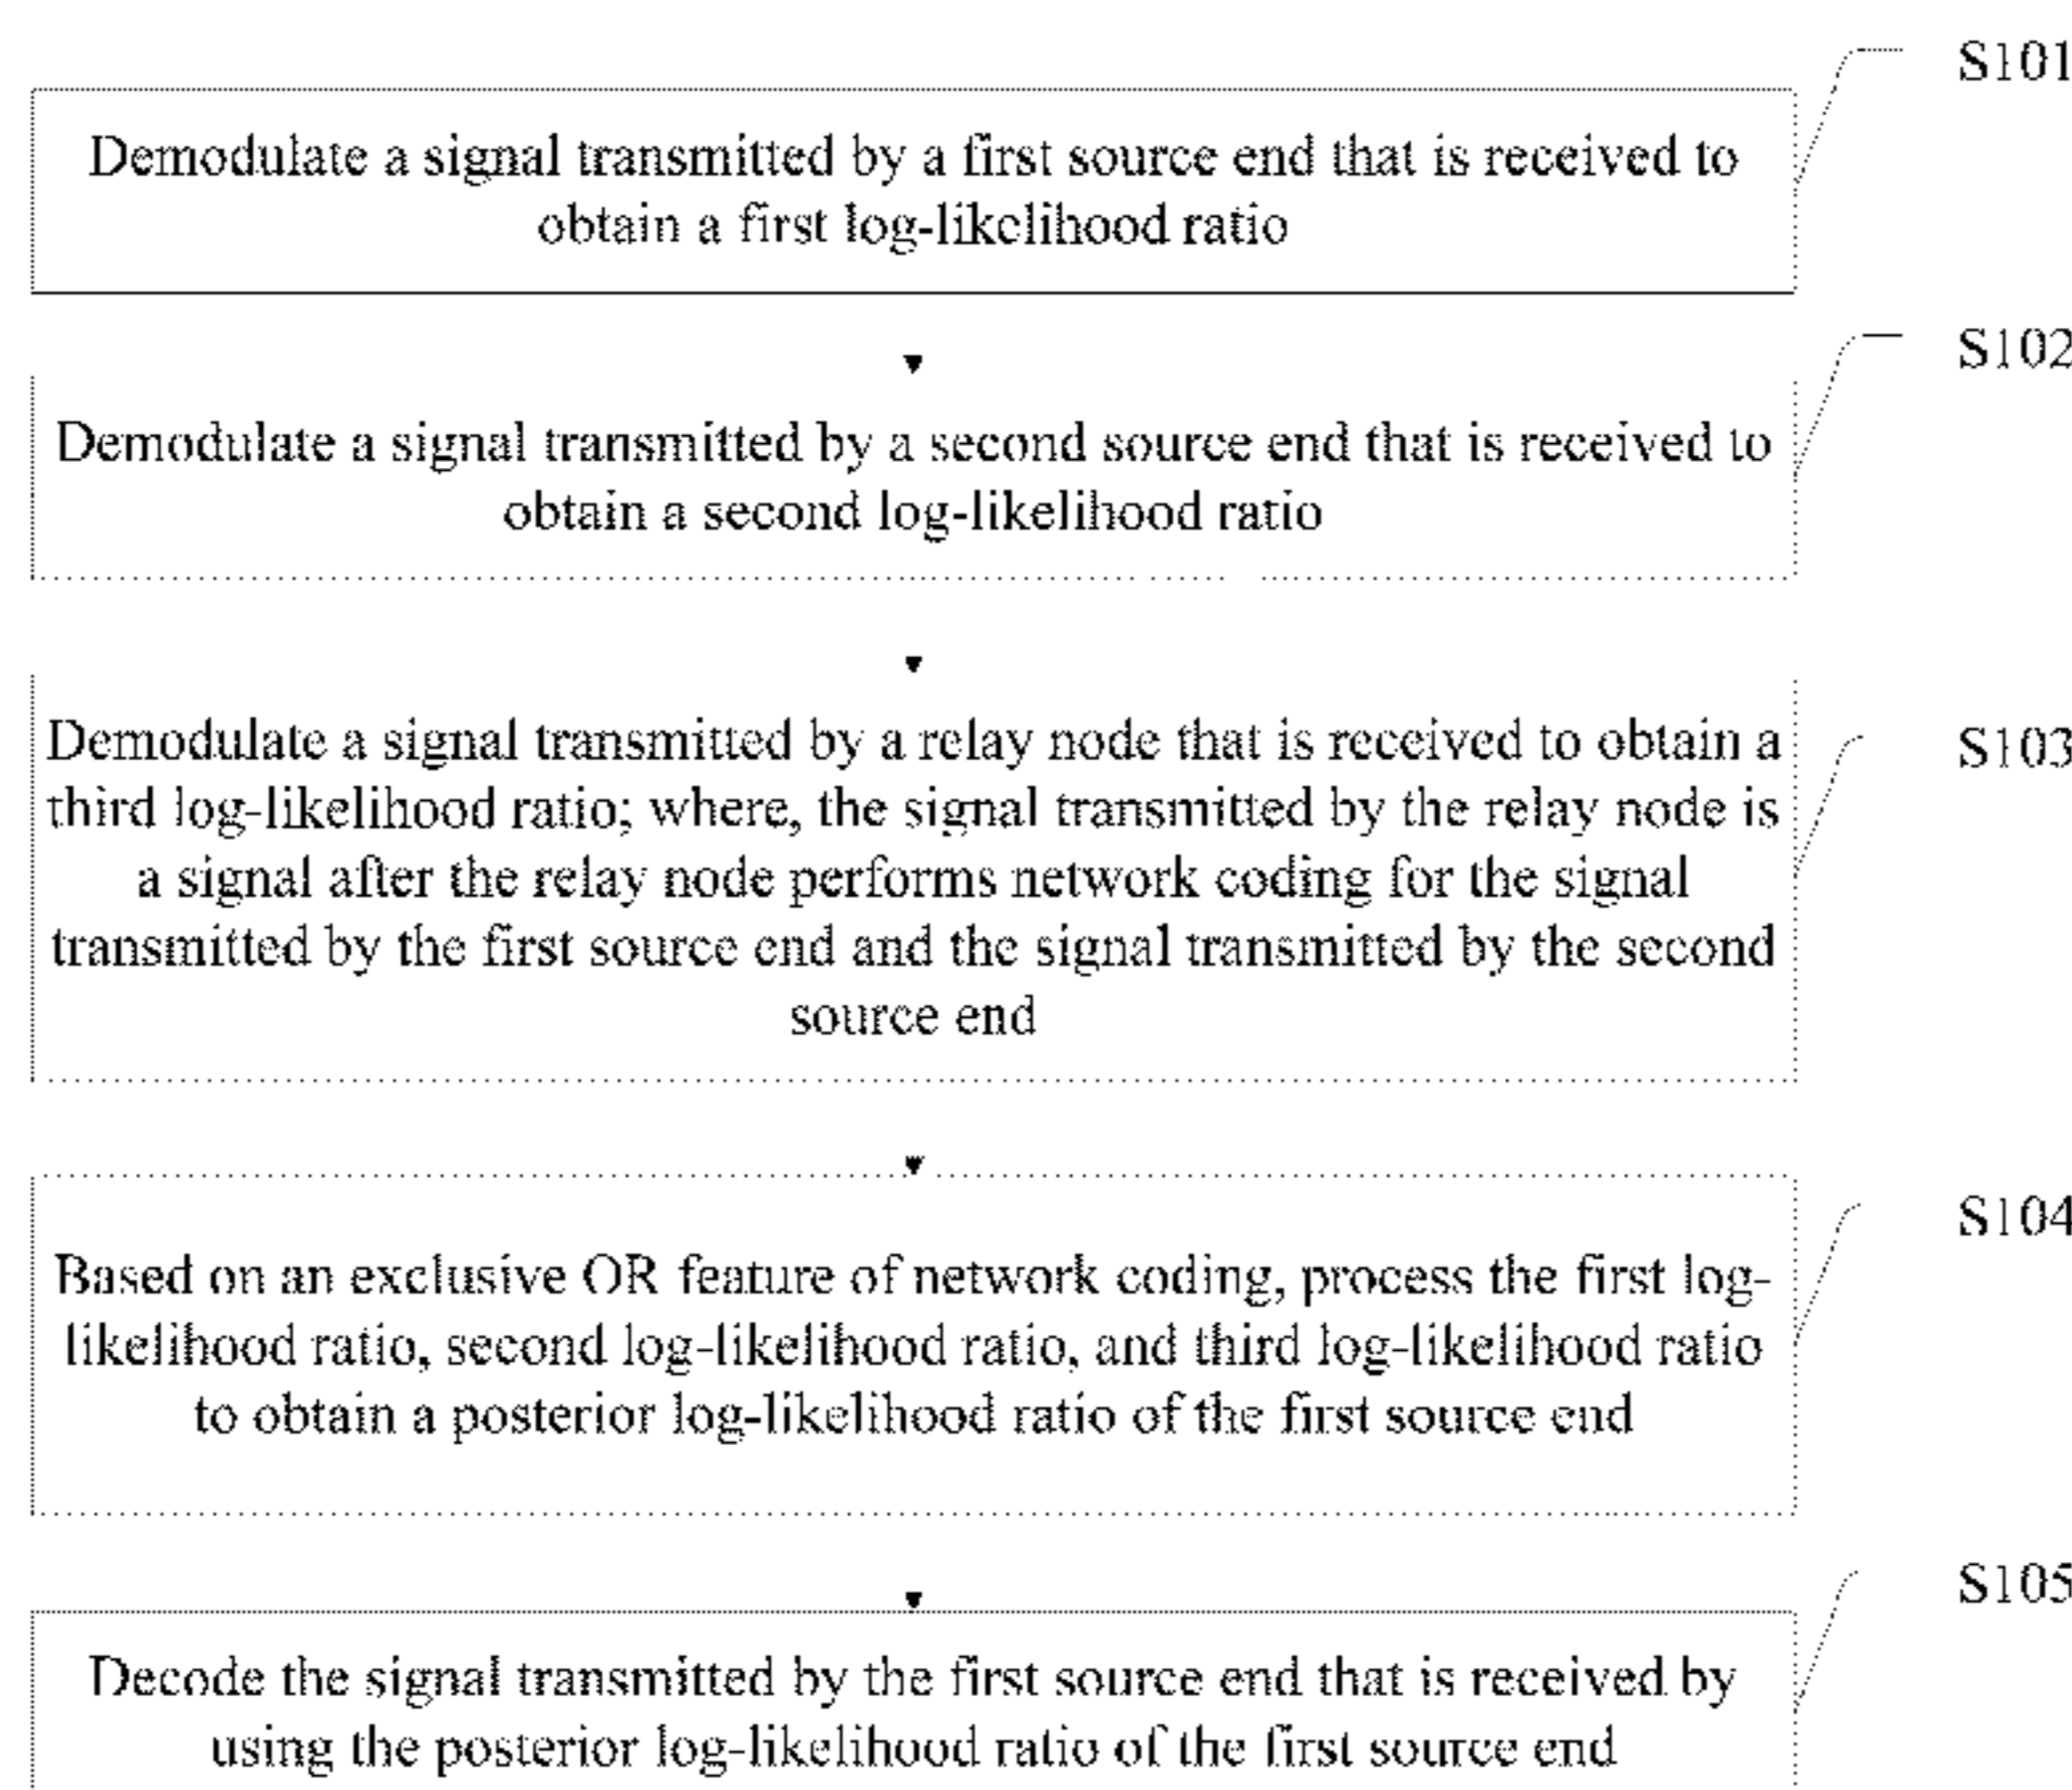 S101
Demodulate a signal transmitted by a first source end that is received to
obtain a first log-likelihood ratio
S102
Demodulate a signal transmitted by a second source end that is received to
obtain a second log-likelihood ratio
S103
Demodulate a signal transmitted by a relay node that is received to obtain a
third log-likelihood ratio; where, the signal transmitted by the relay node is
a signal after the relay node performs network coding for the signal
transmitted by the first source end and the signal transmitted by the second
source end
S104
Based on an exclusive OR feature of network coding, process the first log-
likelihood ratio, second log-likelihood ratio, and third log-likelihood ratio
to obtain a posterior log-likelihood ratio of the first source end
S105
Decode the signal transmitted by the first source end that is received by
using the posterior log-likelihood ratio of the first source end